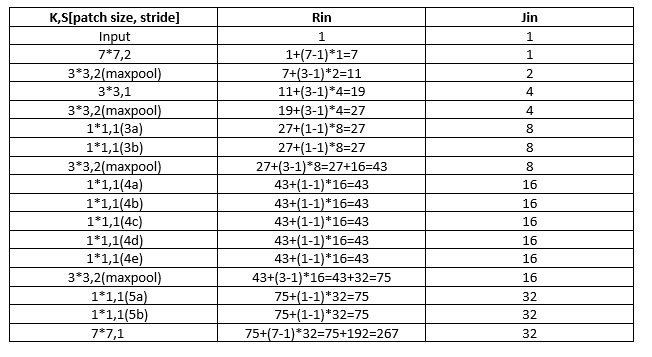 K,S[patch size, stride] Rin Jin
Input 1 1
7*7,2 1+(7-1)*1=7 1
3*3,2(maxpool) 7+(3-1)*2=11 2
3*3,1 11+(3-1)*4=19 4
3*3,2(maxpool) 19+(3-1)*4=27 4
1*1,1(3a) 27+(1-1)*8=27 8
1*1,1(3b) 27+(1-1)*8=27 8
3*3,2(maxpool) 27+(3-1)*8=27+16=43 8
1*1,1(4a) 43+(1-1)*16=43 16
1*1,1(4b) 43+(1-1)*16=43 16
1*1,1(4c) 43+(1-1)*16=43 16
1*1,1(4d) 43+(1-1)*16=43 16
1*1,1(4e) 43+(1-1)*16=43 16
3*3,2(maxpool) 43+(3-1)*16=43+32=75 16
1*1,1(5a) 75+(1-1)*32=75 32
1*1,1(5b) 75+(1-1)*32=75 32
7*7,1 75+(7-1)*32=75+192=267 32